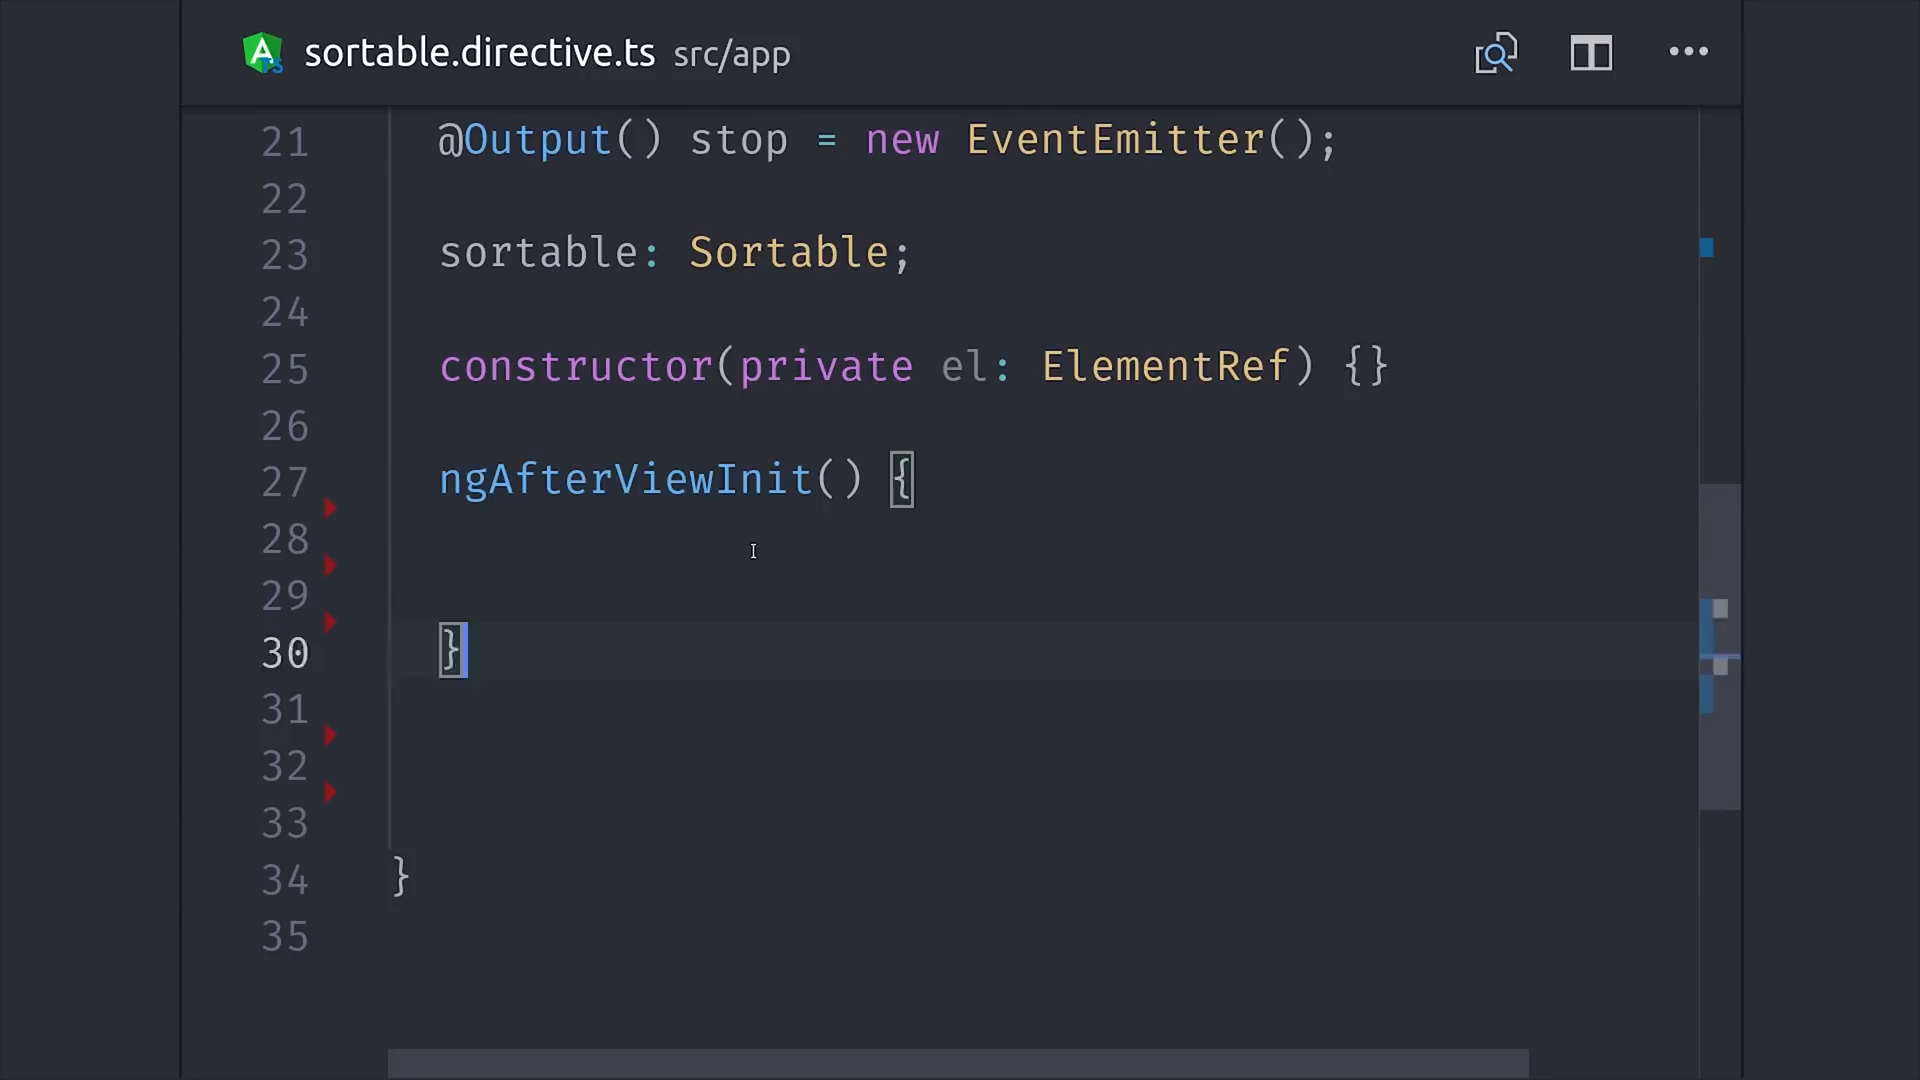 sortable.directive.ts src/app
21 @Output() stop = new EventEmitter();
22
23 sortable: Sortable;
24
25 constructor(private el: ElementRef) {}
26
27 ngAfterViewInit() {
28
29
30 }
31
32
33
34 }
35